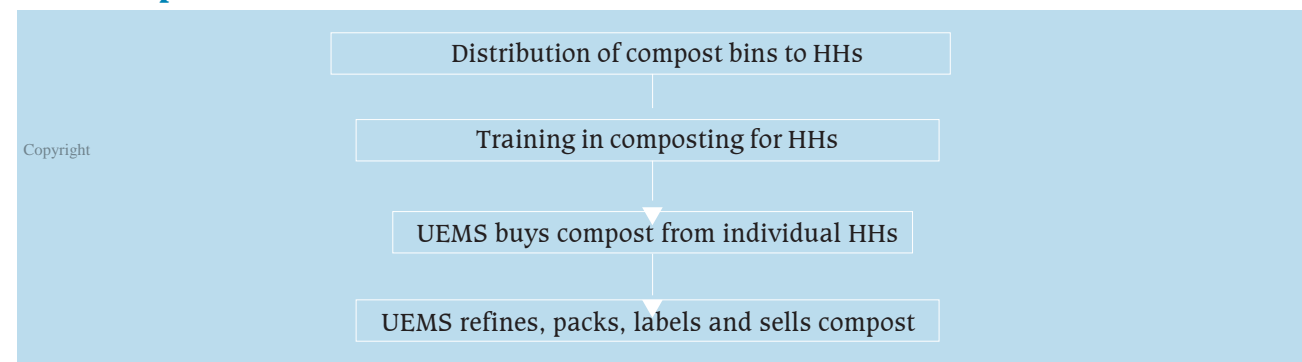 Distribution of compost bins to HHs
Training in composting for HHs
Copyright
UEMS buys compost from individual HHs
UEMS refines, packs, labels and sells compost